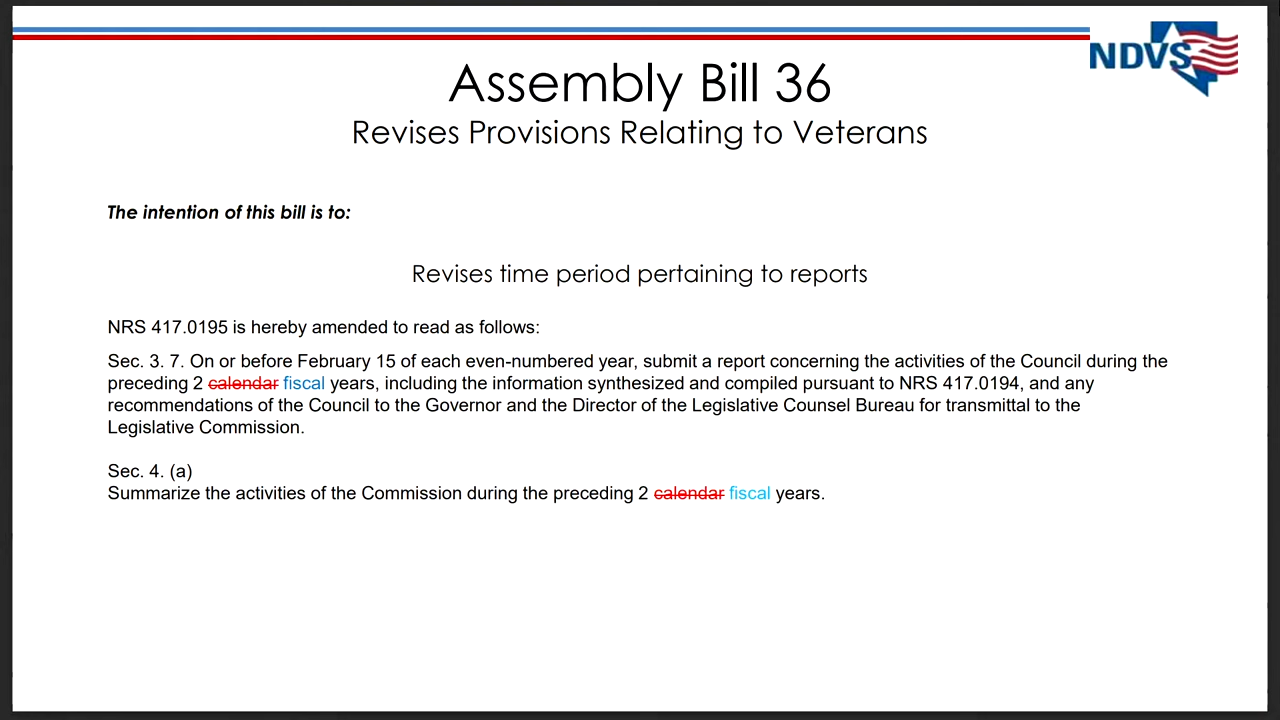 NDVS
Assembly Bill 36
Revises Provisions Relating to Veterans
The intention of this bill is to:
Revises time period pertaining to reports
NRS 417.0195 is hereby amended to read as follows:
Sec. 3. 7. On or before February 15 of each even-numbered year, submit a report concerning the activities of the Council during the
preceding 2 calendar fiscal years, including the information synthesized and compiled pursuant to NRS 417.0194, and any
recommendations of the Council to the Governor and the Director of the Legislative Counsel Bureau for transmittal to the
Legislative Commission.
Sec. 4. (a)
Summarize the activities of the Commission during the preceding 2 calendar fiscal years.